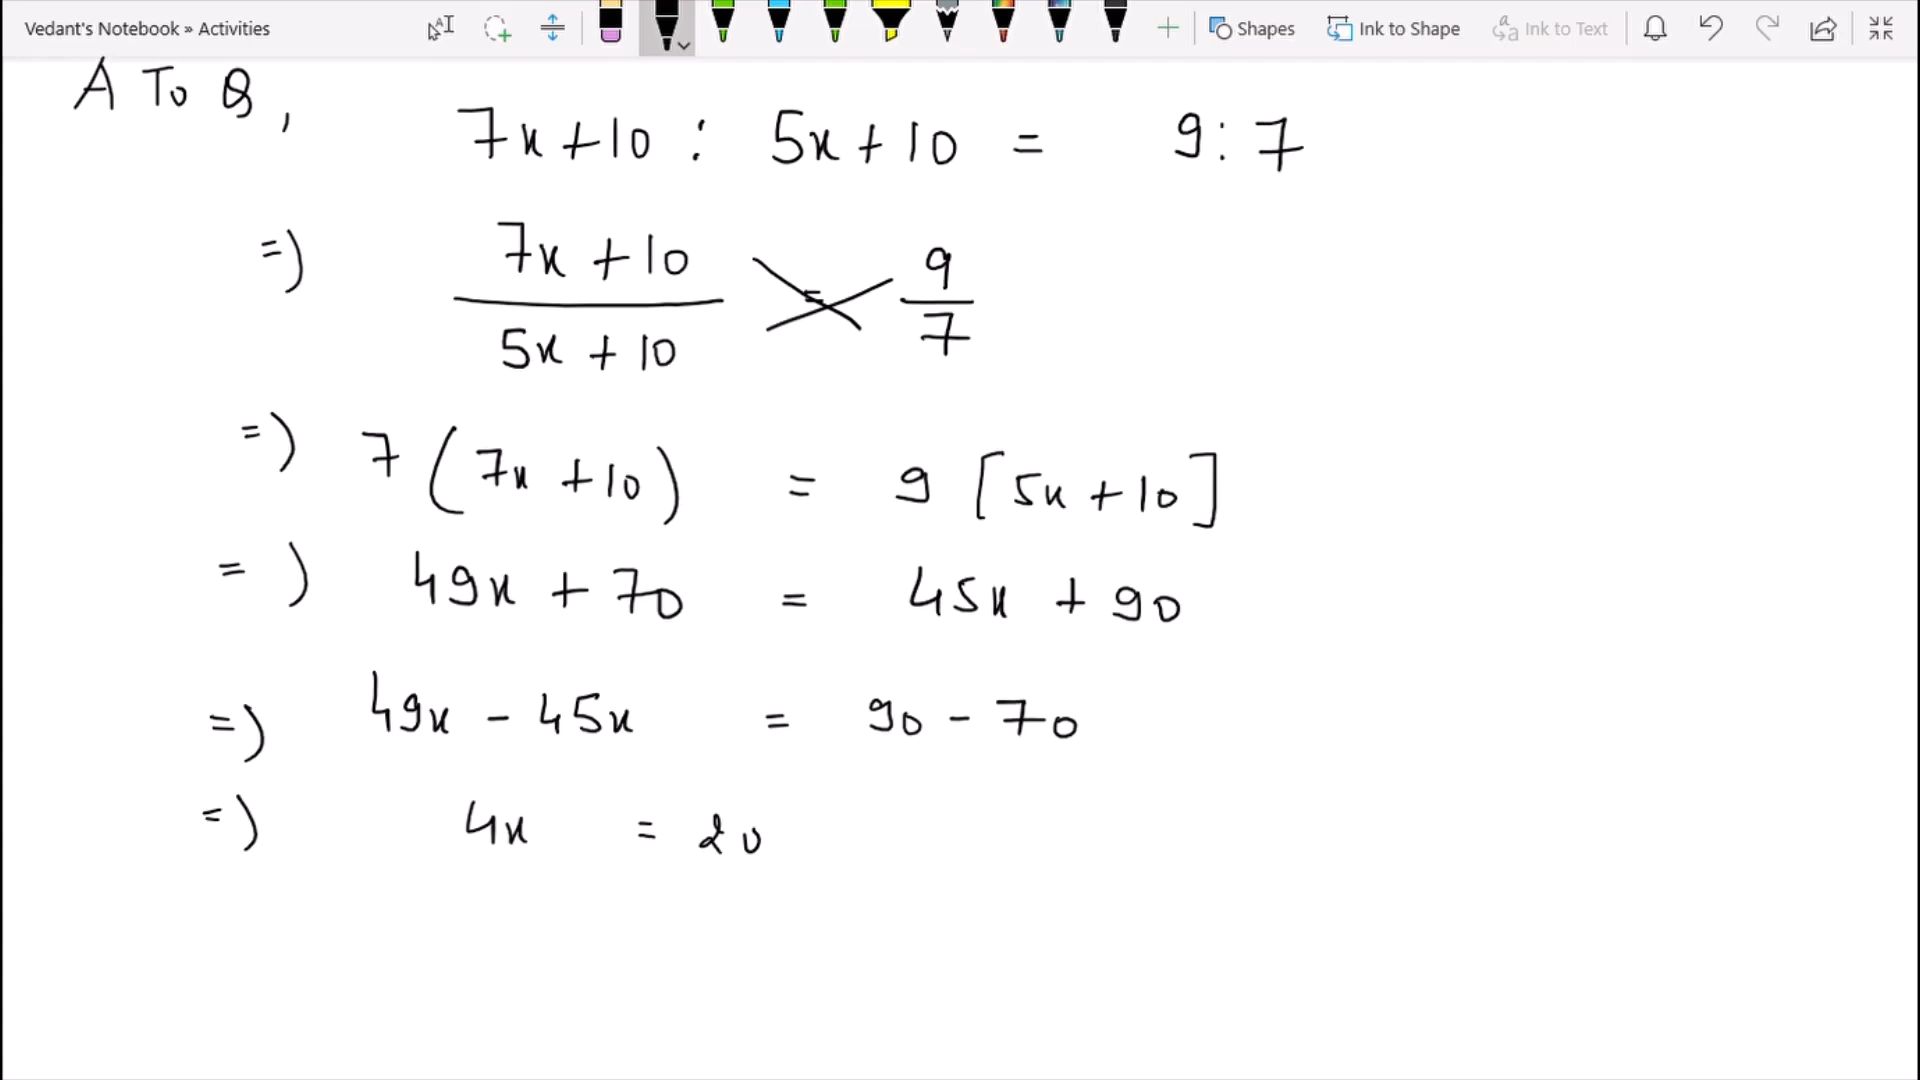 Vedant's Notebook » Activities Shapes Ink to Shape Ink to Text
A To Q,
7x+10 : 5x+10 = 9:7
=) 7x+10 / 5x+10 = 9/7
=) 7(7x+10) = 9[5x+10]
=) 49x+70 = 45x+90
=) 49x-45x = 90-70
=) 4x = 20